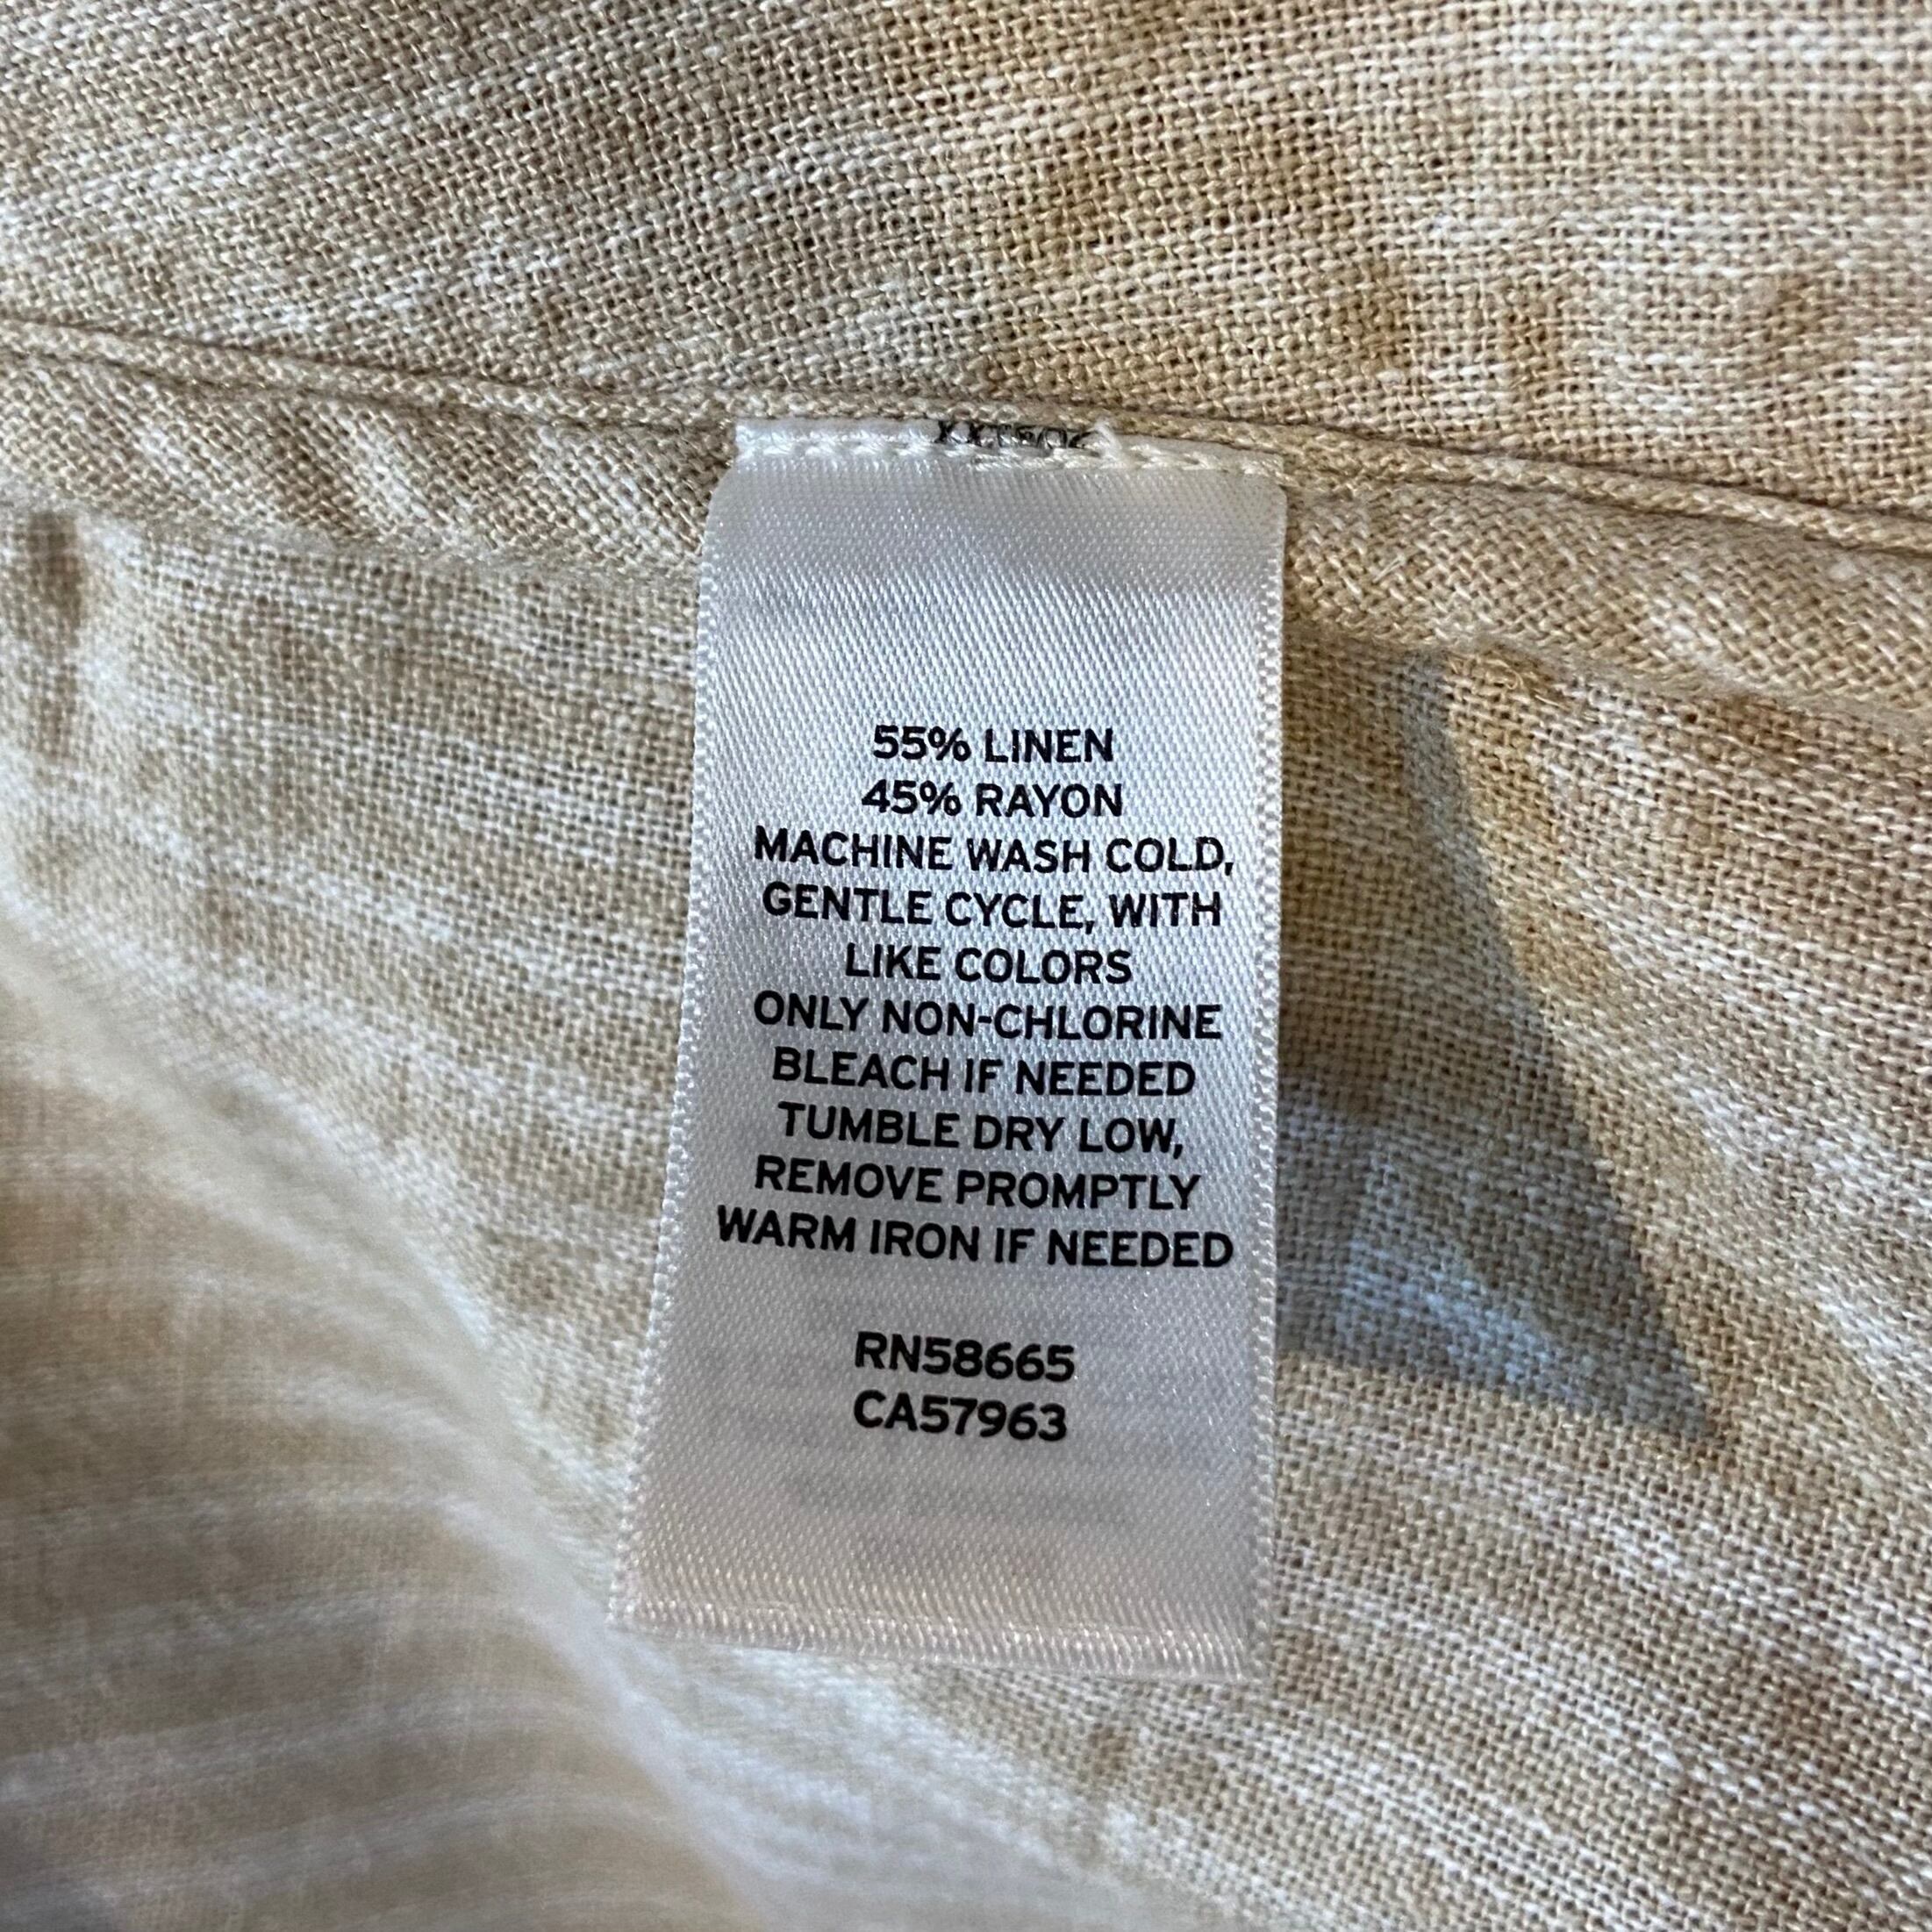 55% LINEN
45% RAYON
MACHINE WASH COLD,
GENTLE CYCLE, WITH
LIKE COLORS
ONLY NON-CHLORINE
BLEACH IF NEEDED
TUMBLE DRY LOW,
REMOVE PROMPTLY
WARM IRON IF NEEDED
RN58665
CA57963